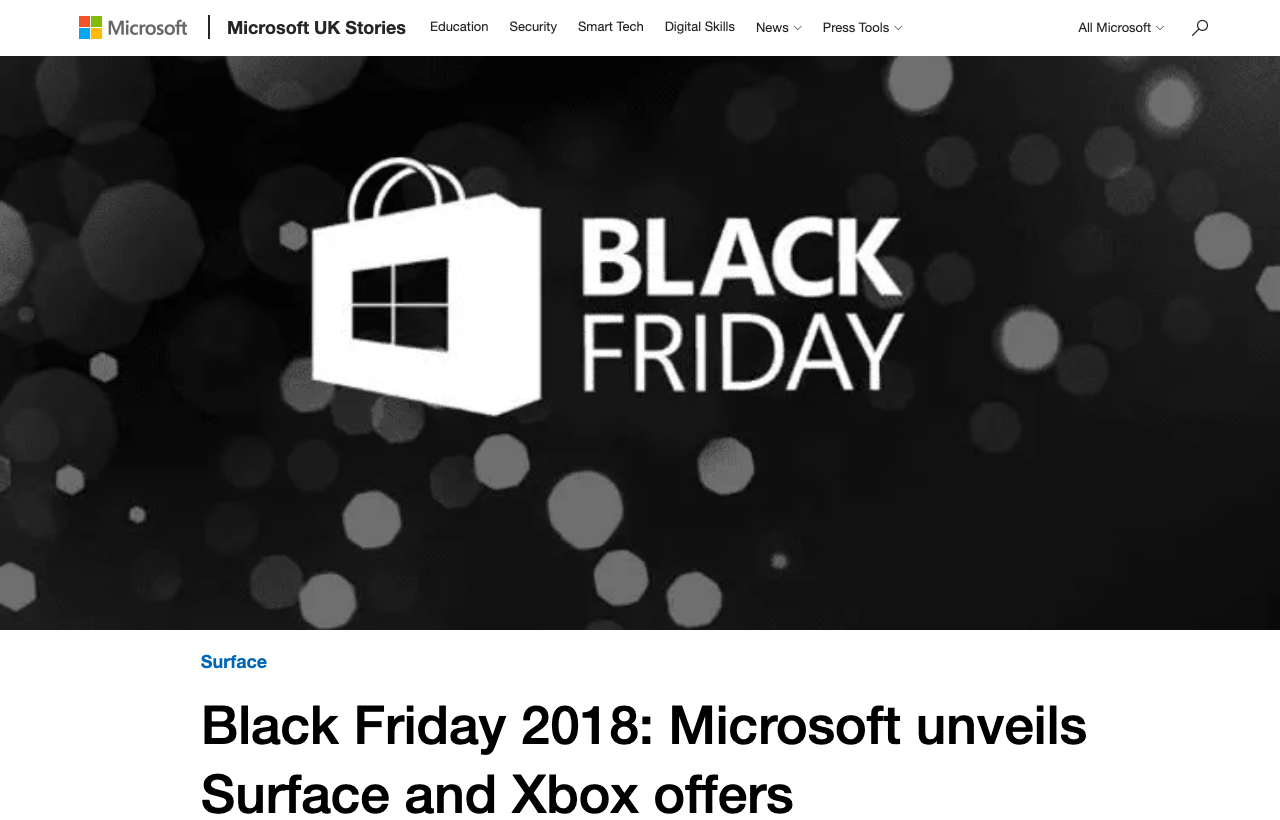 Microsoft
Microsoft UK Stories
Education
Security
Smart Tech
Digital Skills
News
Press Tools
All Microsoft
BLACK
FRIDAY
Surface
Black Friday 2018: Microsoft unveils
Surface and Xbox offers